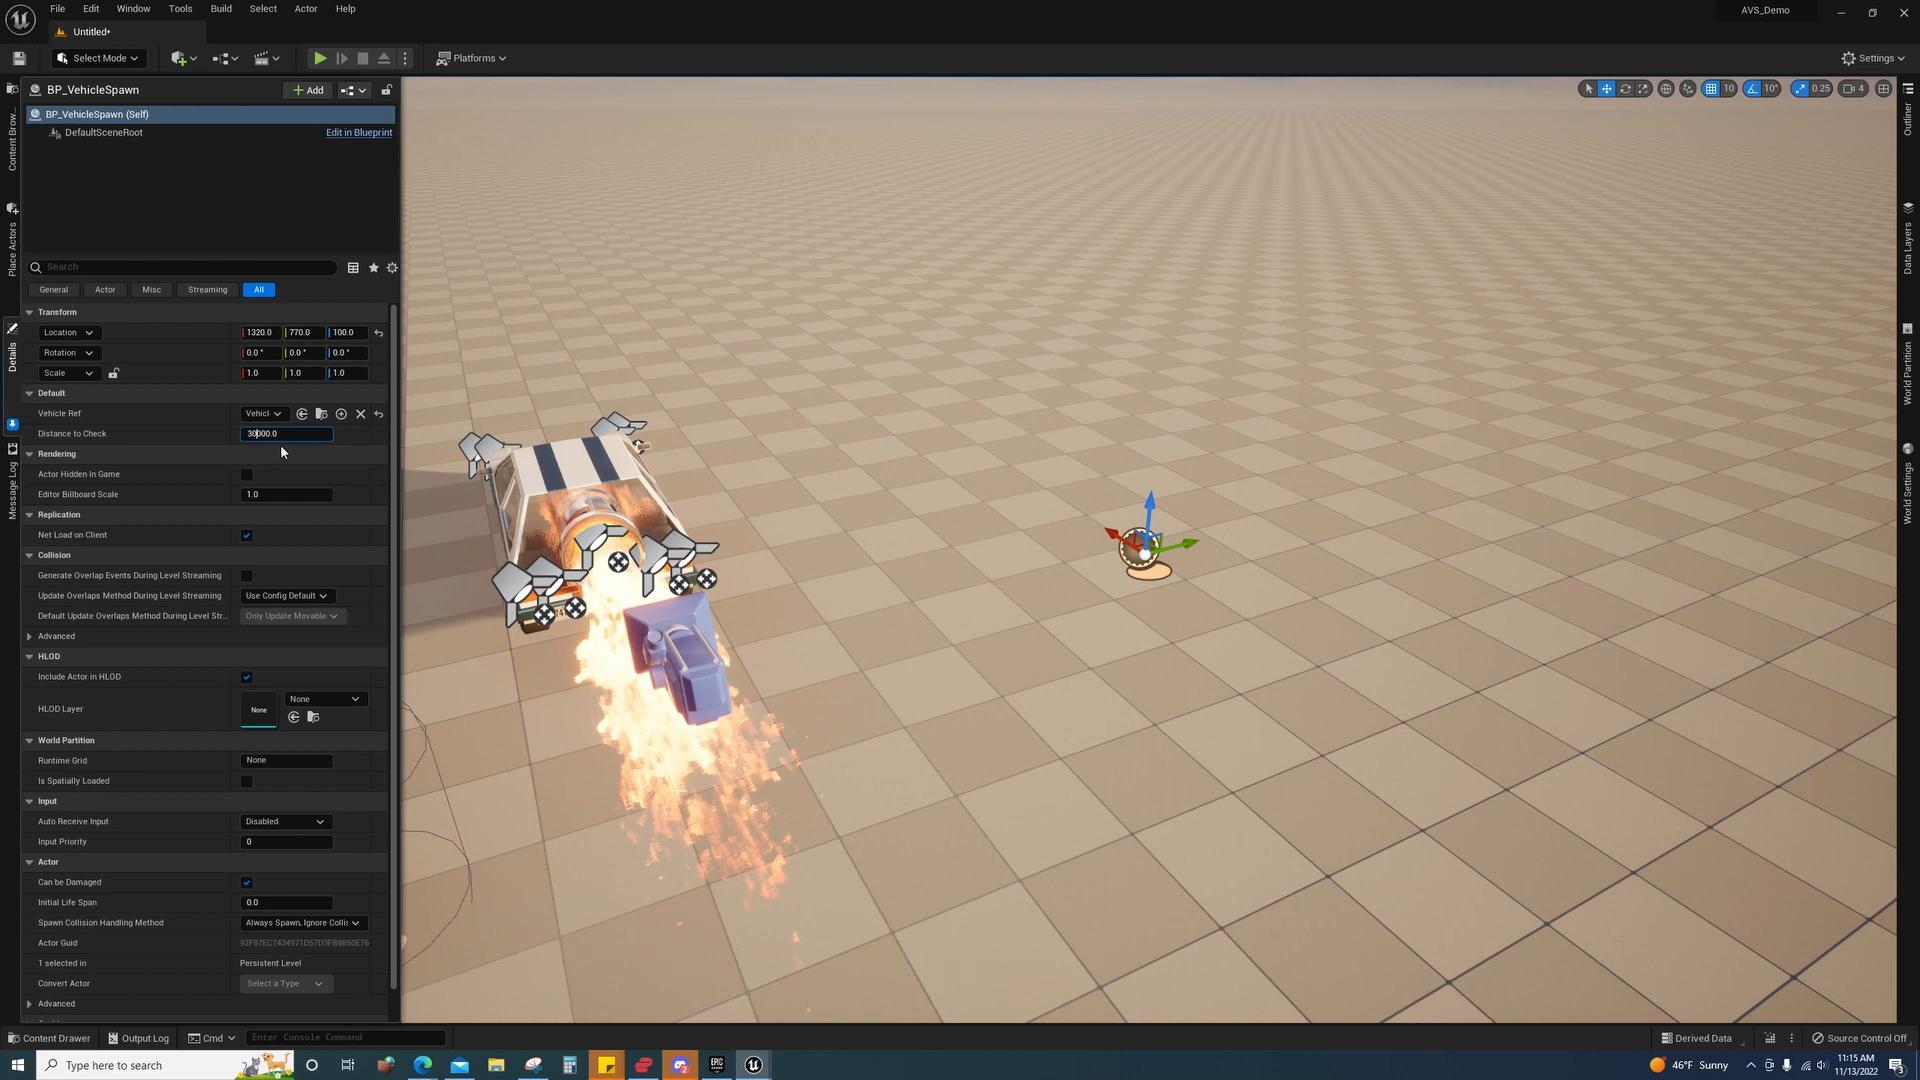 File Edit Window Tools Build Select Actor Help
AVS_Demo
Untitled*
Select Mode
Platforms
Settings
BP_VehicleSpawn
Add
BP_VehicleSpawn (Self)
DefaultSceneRoot
Edit in Blueprint
Search
General Actor Misc Streaming All
Transform
Location 1320.0 770.0 100.0
Rotation 0.0° 0.0° 0.0°
Scale 1.0 1.0 1.0
Default
Vehicle Ref Vehicl
Distance to Check 30000.0
Rendering
Actor Hidden In Game
Editor Billboard Scale 1.0
Replication
Net Load on Client
Collision
Generate Overlap Events During Level Streaming
Update Overlaps Method During Level Streaming Use Config Default
Default Update Overlaps Method During Level Str... Only Update Movable
Advanced
HLOD
Include Actor in HLOD
HLOD Layer None None
World Partition
Runtime Grid None
Is Spatially Loaded
Input
Auto Receive Input Disabled
Input Priority 0
Actor
Can be Damaged
Initial Life Span 0.0
Spawn Collision Handling Method Always Spawn, Ignore Collis
Actor Guid 92F87EC7434971D57D3FB9850E76
1 selected in Persistent Level
Convert Actor Select a Type
Advanced
Content Brow...
Place Actors
Details
Message Log
10 10° 0.25 4
Outliner
Data Layers
World Partition
World Settings
Content Drawer Output Log Cmd Enter Console Command
Derived Data Source Control Off
Type here to search
46°F Sunny
11:15 AM
11/13/2022